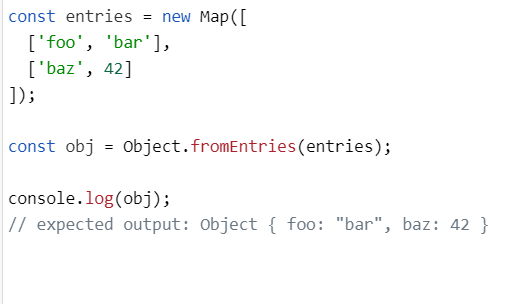 const entries = new Map([
  ['foo', 'bar'],
  ['baz', 42]
]);

const obj = Object.fromEntries(entries);

console.log(obj);
// expected output: Object { foo: "bar", baz: 42 }